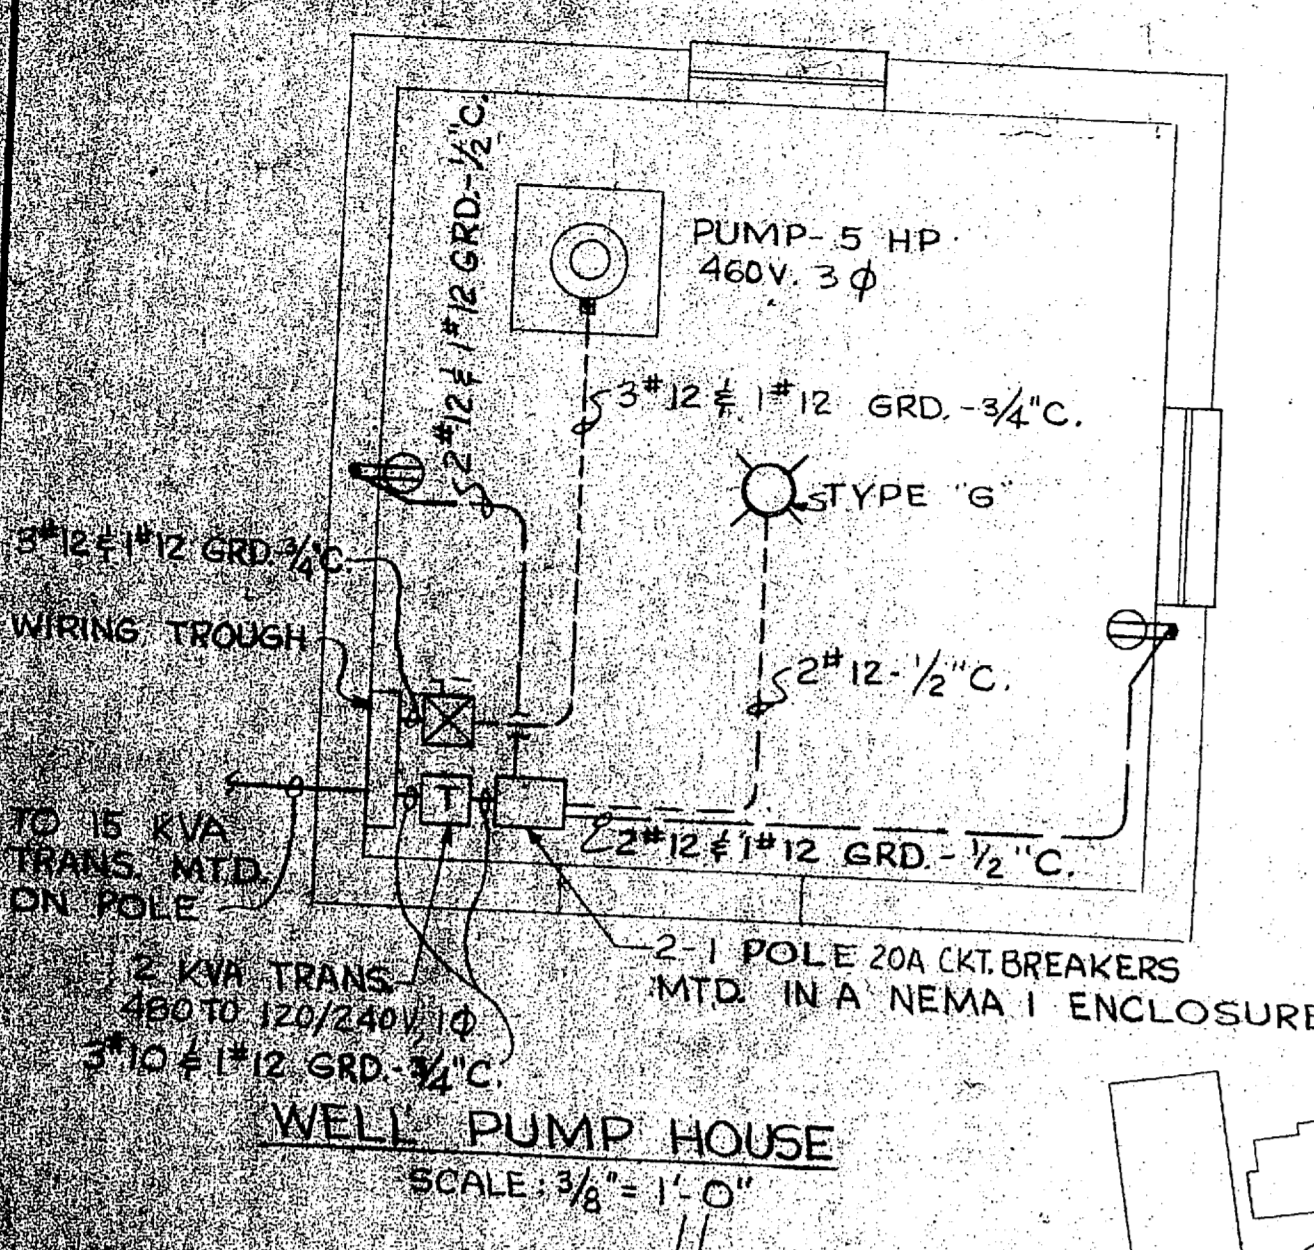 2#12 & 1#12 GRD.-1/2"C.
PUMP- 5 HP
460V. 3 Φ
3#12 & 1#12 GRD.-3/4"C.
TYPE "G"
3#12 & 1#12 GRD. 3/4"C.
WIRING TROUGH
2#12-1/2"C.
T
TO 15 KVA
TRANS. MTD.
ON POLE
2#12 & 1#12 GRD.- 1/2"C.
2-1 POLE 20A CKT. BREAKERS
MTD. IN A NEMA 1 ENCLOSURE
2 KVA TRANS.
480 TO 120/240V, 1Φ
3#10 & 1#12 GRD.-3/4"C.
WELL PUMP HOUSE
SCALE: 3/8" = 1'-0"